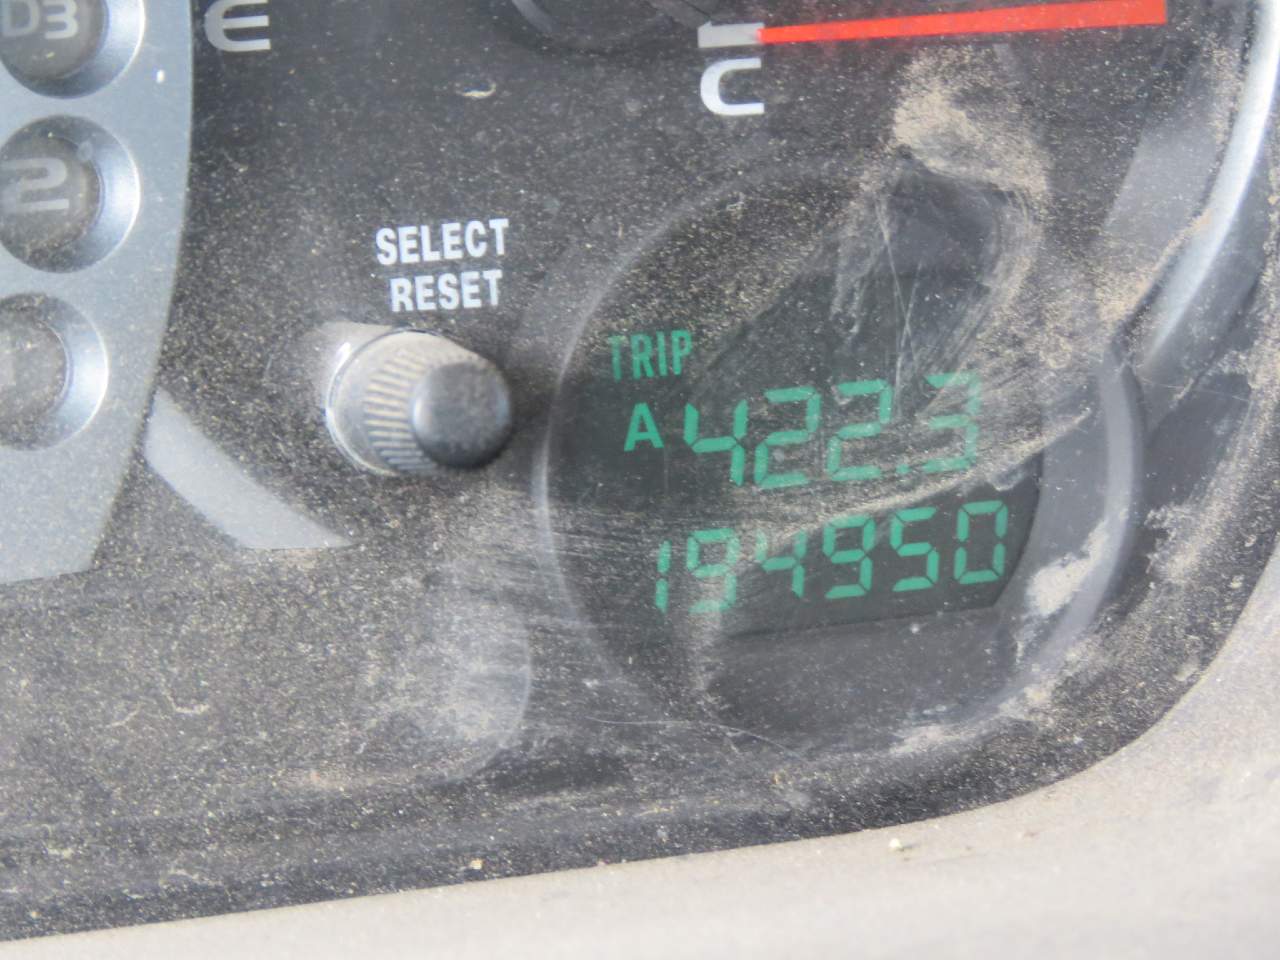 D3
E
C
2
SELECT
RESET
TRIP
A 422.3
194950